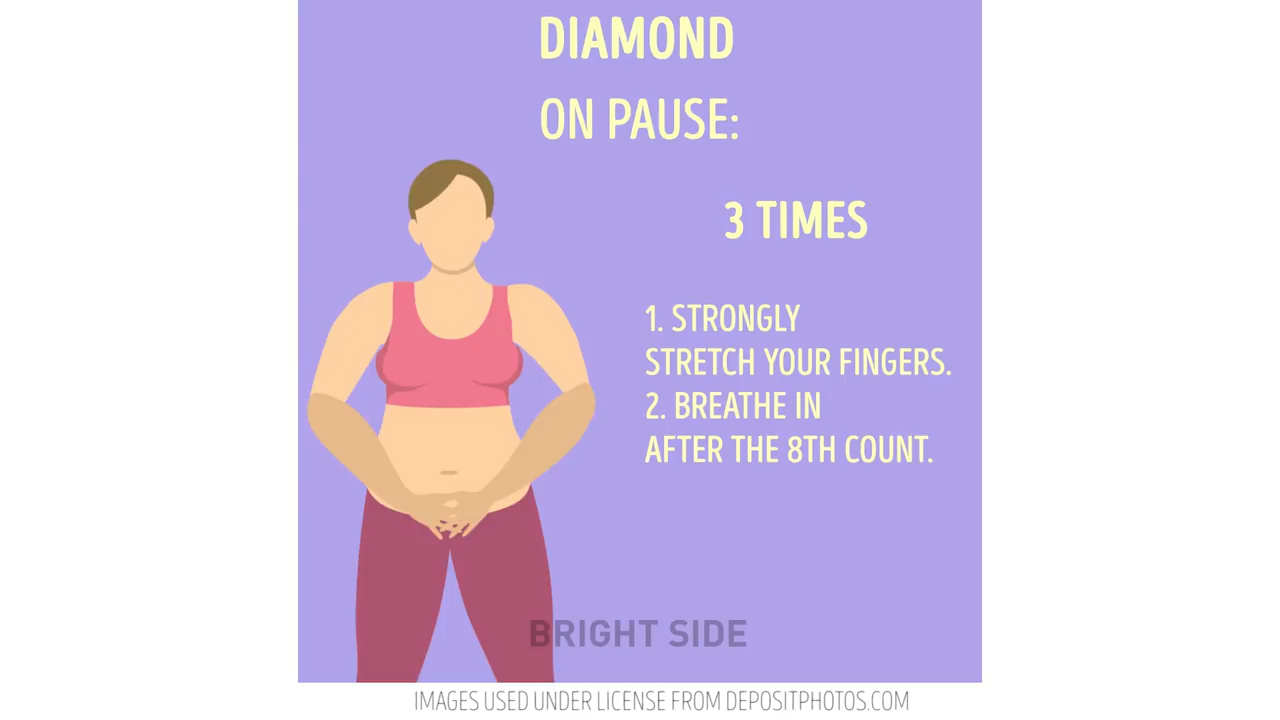 DIAMOND
ON PAUSE:
3 TIMES
1. STRONGLY
STRETCH YOUR FINGERS.
2. BREATHE IN
AFTER THE 8TH COUNT.
BRIGHT SIDE
IMAGES USED UNDER LICENSE FROM DEPOSITPHOTOS.COM